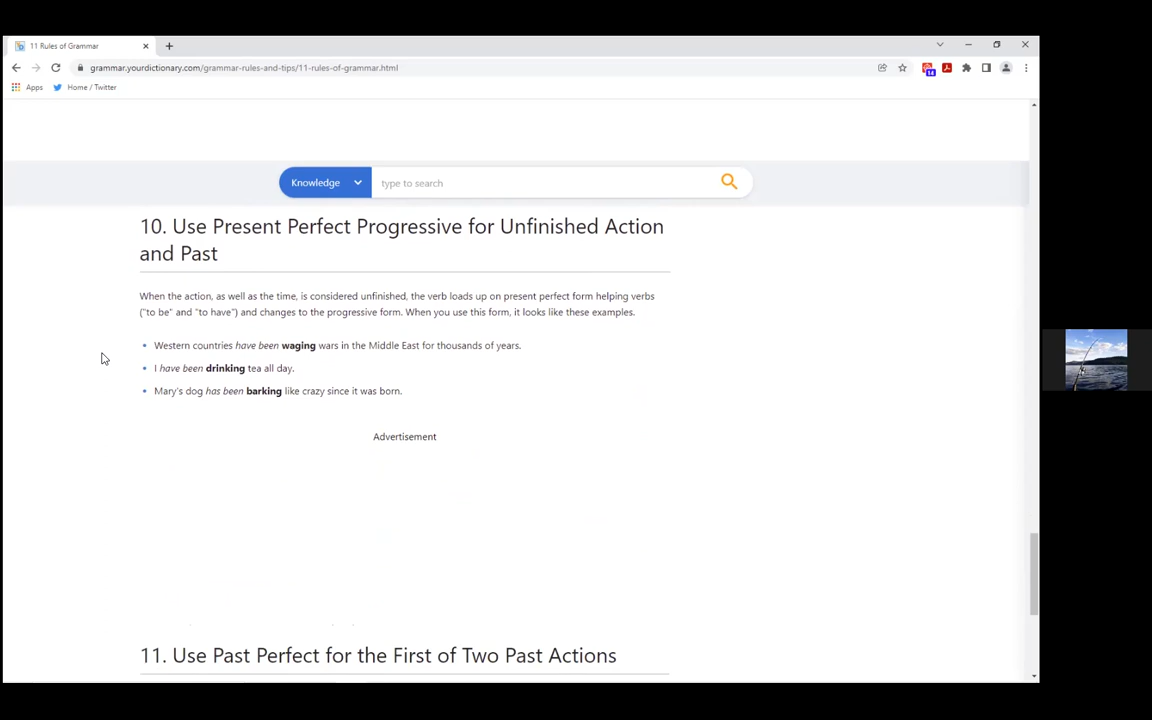 11 Rules of Grammar
grammar.yourdictionary.com/grammar-rules-and-tips/11-rules-of-grammar.html
14
Apps
Home / Twitter
Knowledge
type to search
10. Use Present Perfect Progressive for Unfinished Action
and Past
When the action, as well as the time, is considered unfinished, the verb loads up on present perfect form helping verbs
("to be" and "to have") and changes to the progressive form. When you use this form, it looks like these examples.
Western countries have been waging wars in the Middle East for thousands of years.
I have been drinking tea all day.
Mary's dog has been barking like crazy since it was born.
Advertisement
11. Use Past Perfect for the First of Two Past Actions